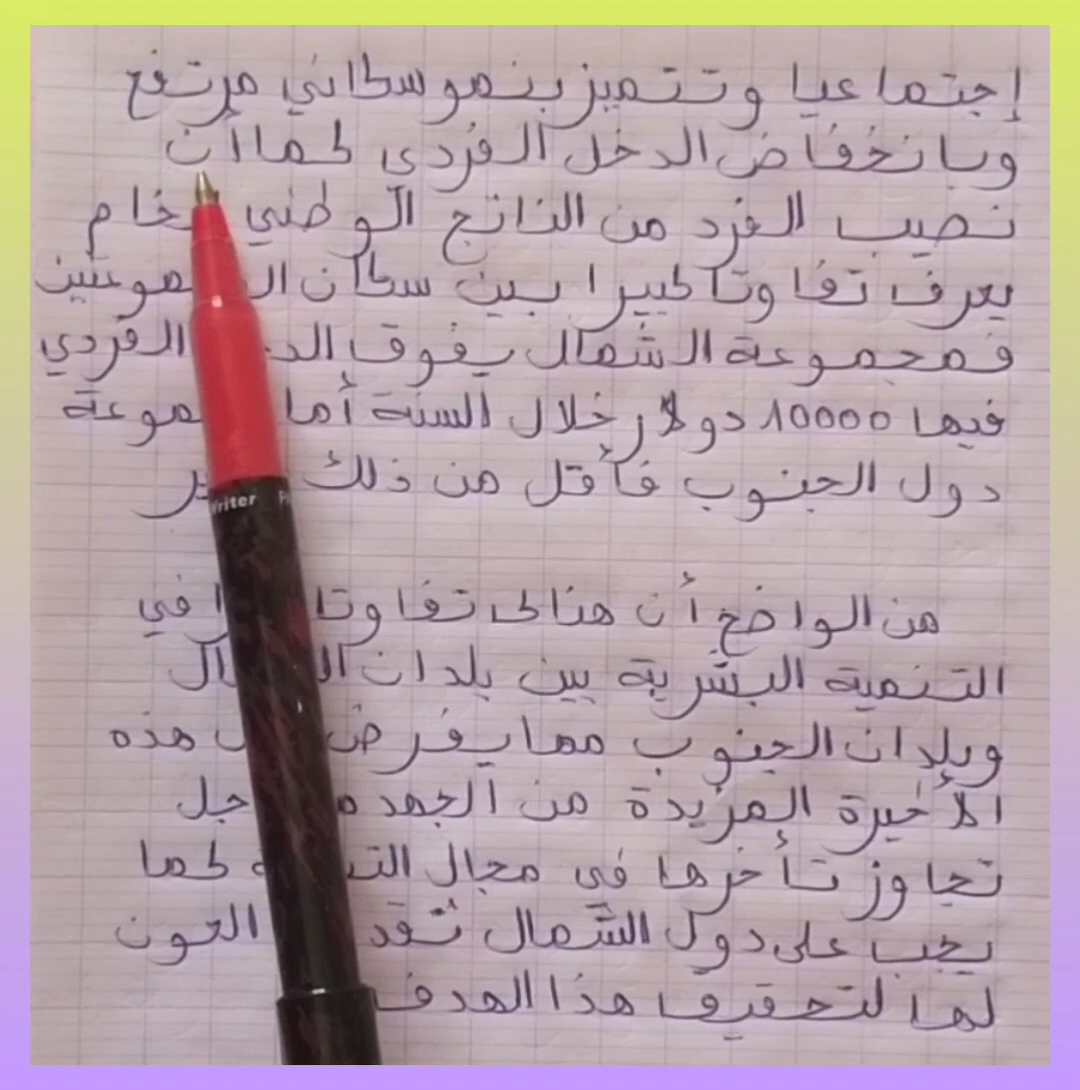 إجتماعيا وتتميز بنمو سكاني مرتفع
وبانخفاض الدخل الفردي كما أن
نصيب الفرد من الناتج الوطني خام
يعرف تفاوتا كبيرا بين سكان
فمجموعة الشمال يفوق الفردي
فيها 10000 دولار خلال السنة أما
دول الجنوب فأقل من ذلك
من الواضح أن هناك في
التنمية البشرية بين بلدان
وبلدان الجنوب مما يفرض هذه
الأخيرة المزيدة من الجهد
تجاوز تأخرها في مجال كما
يجب على دول الشمال العون
لها لتحقيق هذا الهدف
Writer